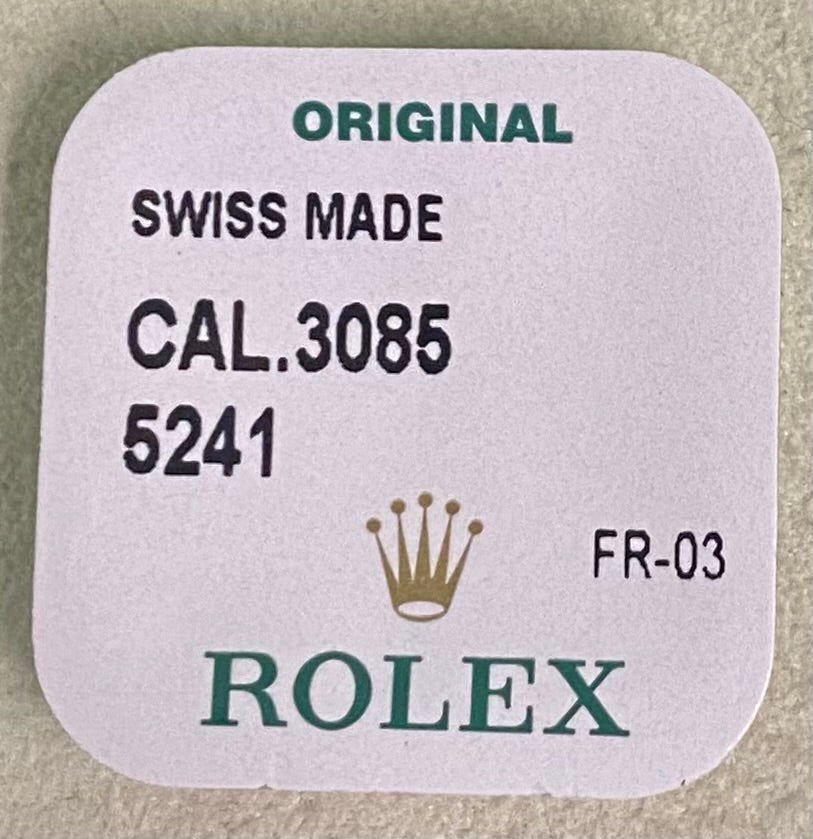 ORIGINAL
SWISS MADE
CAL.3085
5241
FR-03
ROLEX